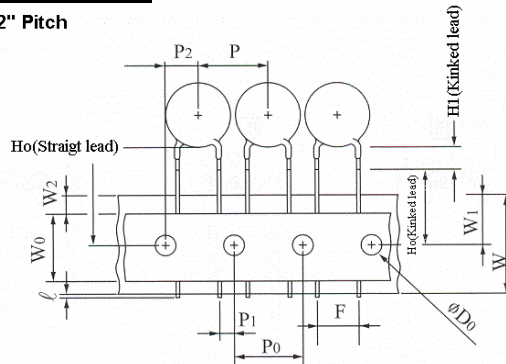 2" Pitch
P2
P
H1(Kinked lead)
Ho(Straigt lead)
W2
W0
Ho(Kinked lead)
W1
W
ℓ
P1
F
P0
øD0